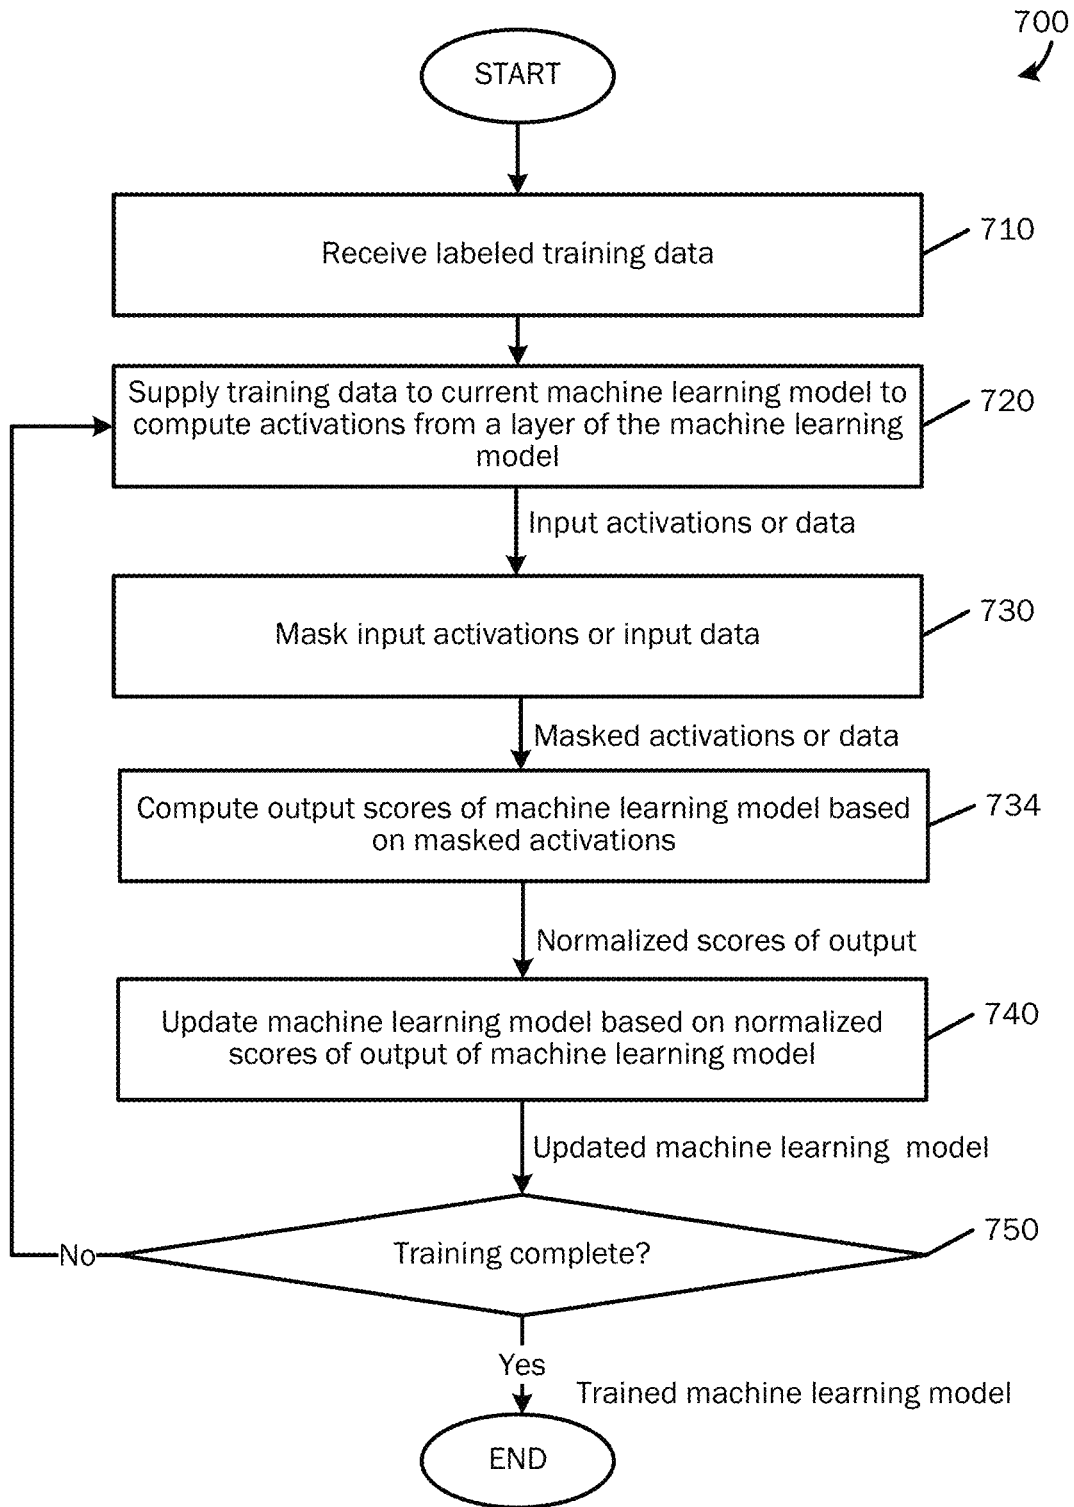 700
START
Receive labeled training data
710
Supply training data to current machine learning model to
compute activations from a layer of the machine learning
model
720
Input activations or data
Mask input activations or input data
730
Masked activations or data
Compute output scores of machine learning model based
on masked activations
734
Normalized scores of output
Update machine learning model based on normalized
scores of output of machine learning model
740
Updated machine learning model
Training complete?
750
No
Yes
Trained machine learning model
END